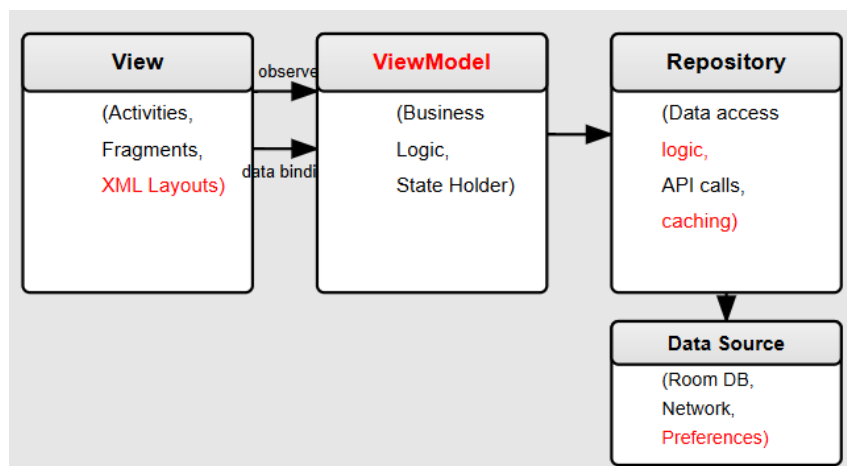 View
(Activities,
Fragments,
XML Layouts)
observe
data bindi
ViewModel
(Business
Logic,
State Holder)
Repository
(Data access
logic,
API calls,
caching)
Data Source
(Room DB,
Network,
Preferences)